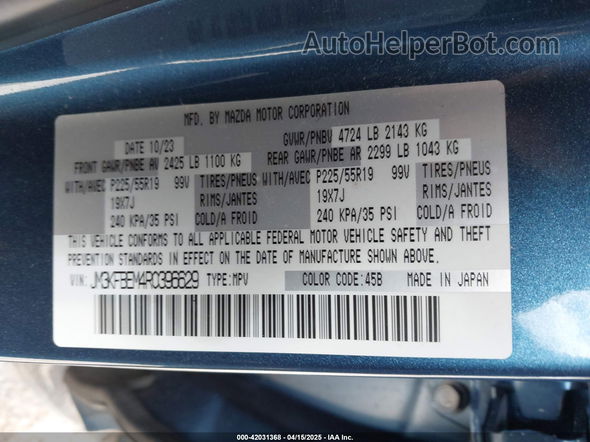 AutoHelperBot.com
MFD. BY MAZDA MOTOR CORPORATION
DATE 10/23 GVWR/PNBV 4724 LB 2143 KG
FRONT GAWR/PNBE AV 2425 LB 1100 KG REAR GAWR/PNBE AR 2299 LB 1043 KG
WITH/AVEC P225/55R19 99V TIRES/PNEUS WITH/AVEC P225/55R19 99V TIRES/PNEUS
19X7J RIMS/JANTES 19X7J RIMS/JANTES
240 KPA/35 PSI COLD/A FROID 240 KPA/35 PSI COLD/A FROID
THIS VEHICLE CONFORMS TO ALL APPLICABLE FEDERAL MOTOR VEHICLE SAFETY AND THEFT
PREVENTION STANDARDS IN EFFECT ON THE DATE OF MANUFACTURE SHOWN ABOVE.
VIN: JM3KFBEM4R0396629 TYPE:MPV COLOR CODE:45B MADE IN JAPAN
000-42031368 - 04/15/2025 - IAA Inc.